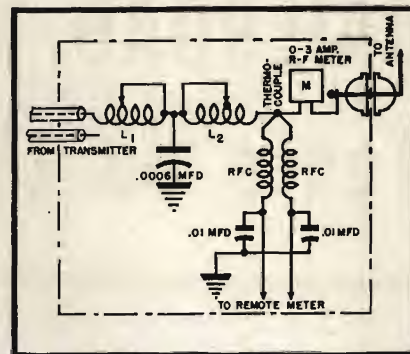 0-3 AMP.
R-F METER
TO
ANTENNA
THERMO-
COUPLE
M
L1
L2
FROM TRANSMITTER
.0006 MFD
RFC
RFC
.01 MFD
.01 MFD
TO REMOTE METER